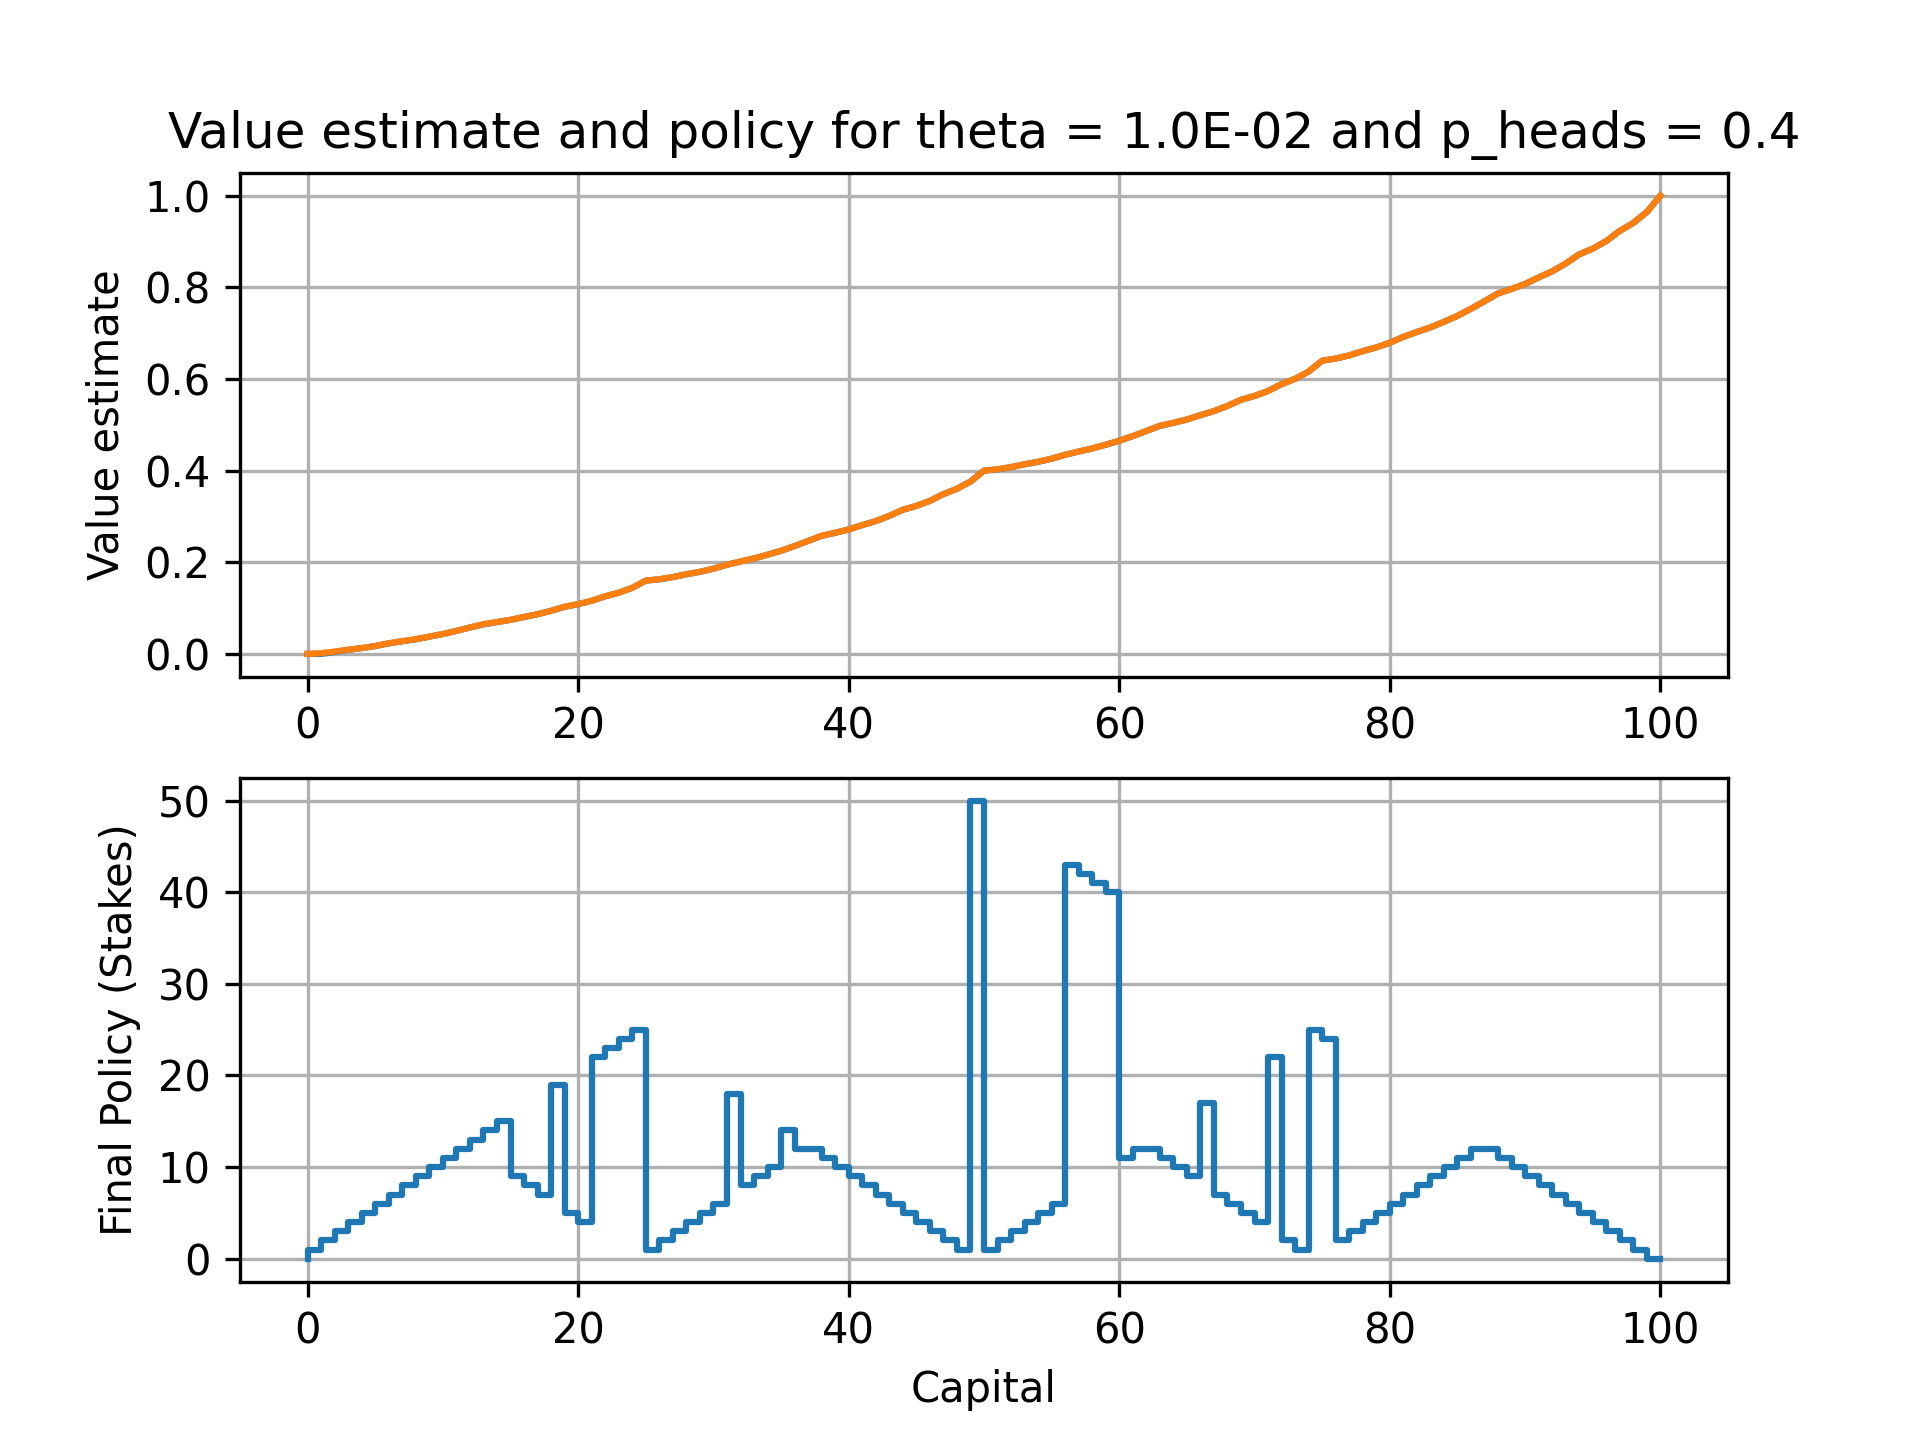 Value estimate and policy for theta = 1.0E-02 and p_heads = 0.4
Value estimate
1.0
0.8
0.6
0.4
0.2
0.0
0 20 40 60 80 100
Final Policy (Stakes)
50
40
30
20
10
0
0 20 40 60 80 100
Capital